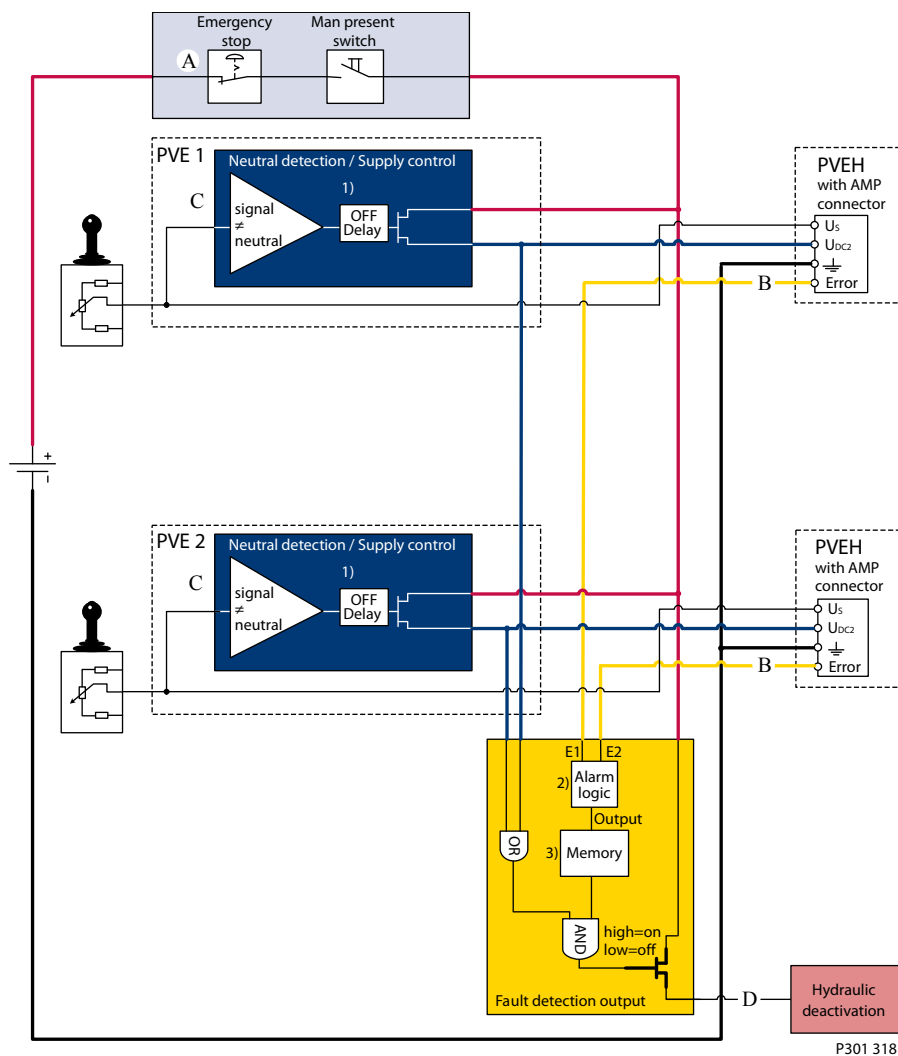 Emergency
stop
Man present
switch
A
PVE 1
Neutral detection / Supply control
C
1)
signal
≠
neutral
OFF
Delay
PVEH
with AMP
connector
Us
UDC2
Error
B
+
−
PVE 2
Neutral detection / Supply control
C
1)
signal
≠
neutral
OFF
Delay
PVEH
with AMP
connector
Us
UDC2
Error
B
E1
E2
2)
Alarm
logic
Output
OR
3)
Memory
AND
high=on
low=off
Fault detection output
D
Hydraulic
deactivation
P301 318